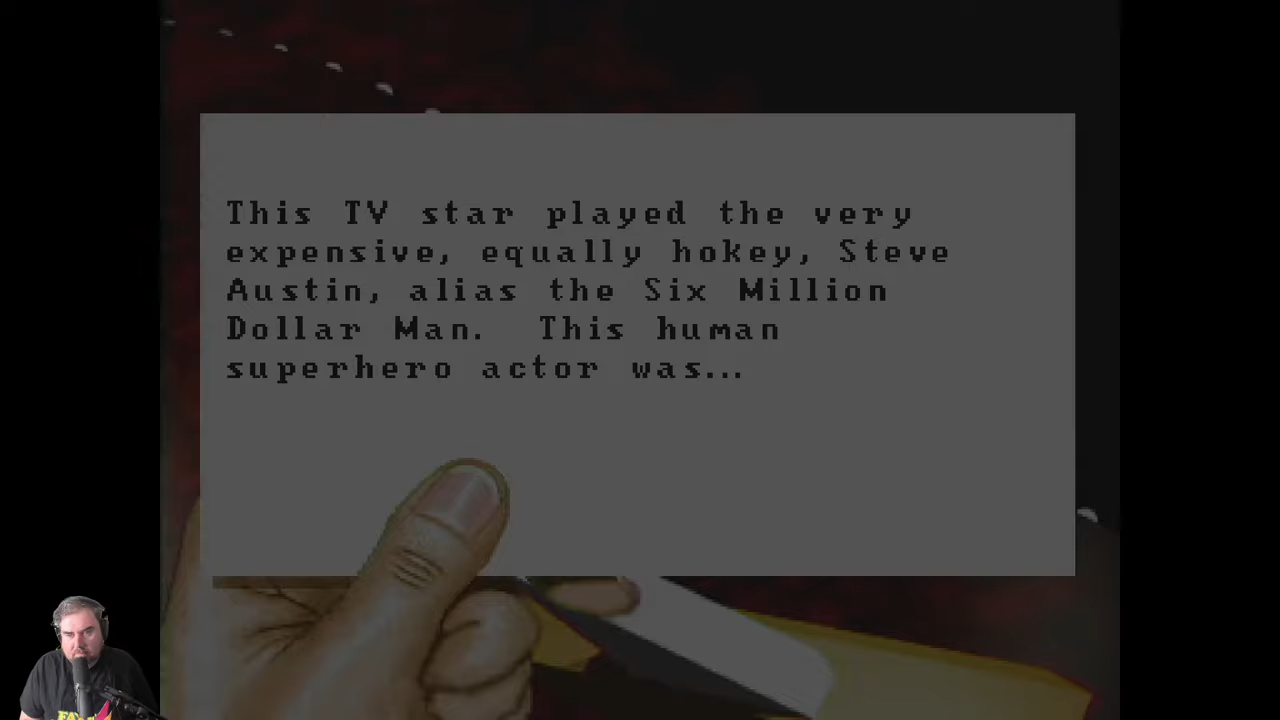 This TV star played the very
expensive, equally hokey, Steve
Austin, alias the Six Million
Dollar Man. This human
superhero actor was...